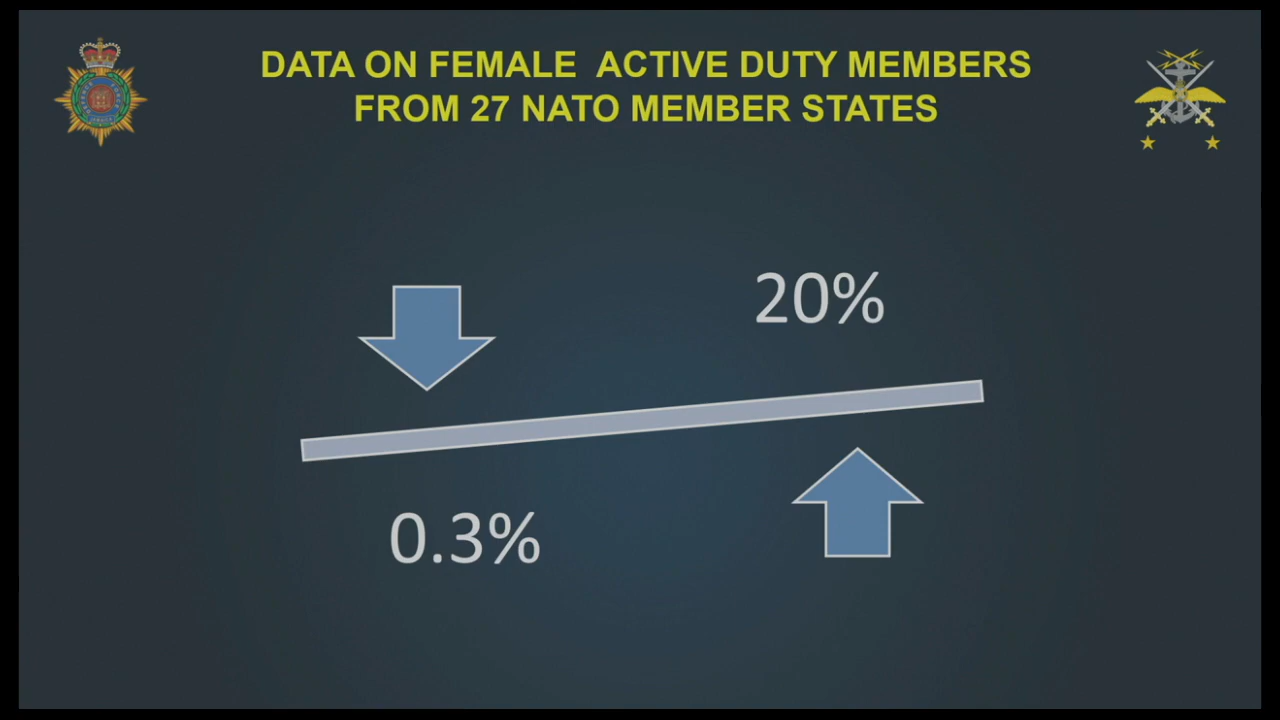 DATA ON FEMALE ACTIVE DUTY MEMBERS
FROM 27 NATO MEMBER STATES
20%
0.3%